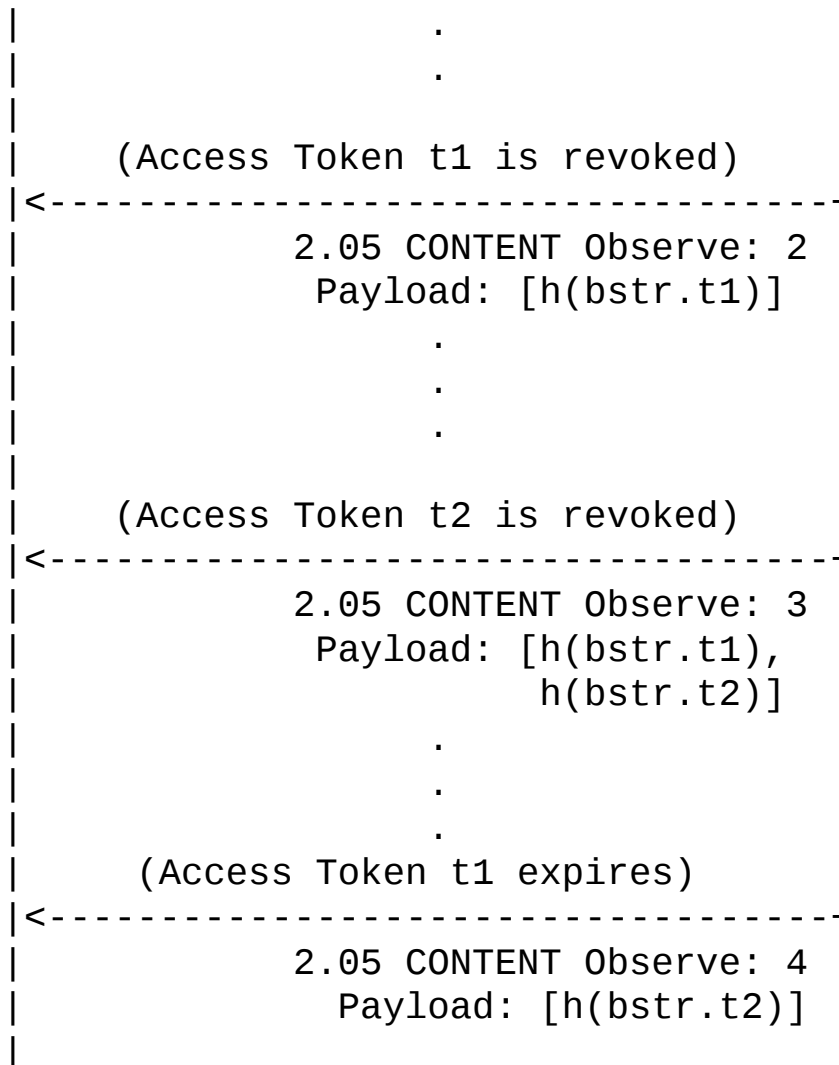 |                  .
|                  .
|
|    (Access Token t1 is revoked)
|<------------------------------------+
|            2.05 CONTENT Observe: 2
|             Payload: [h(bstr.t1)]
|                  .
|                  .
|                  .
|
|    (Access Token t2 is revoked)
|<------------------------------------+
|            2.05 CONTENT Observe: 3
|             Payload: [h(bstr.t1),
|                       h(bstr.t2)]
|                  .
|                  .
|                  .
|     (Access Token t1 expires)
|<------------------------------------+
|            2.05 CONTENT Observe: 4
|              Payload: [h(bstr.t2)]
|